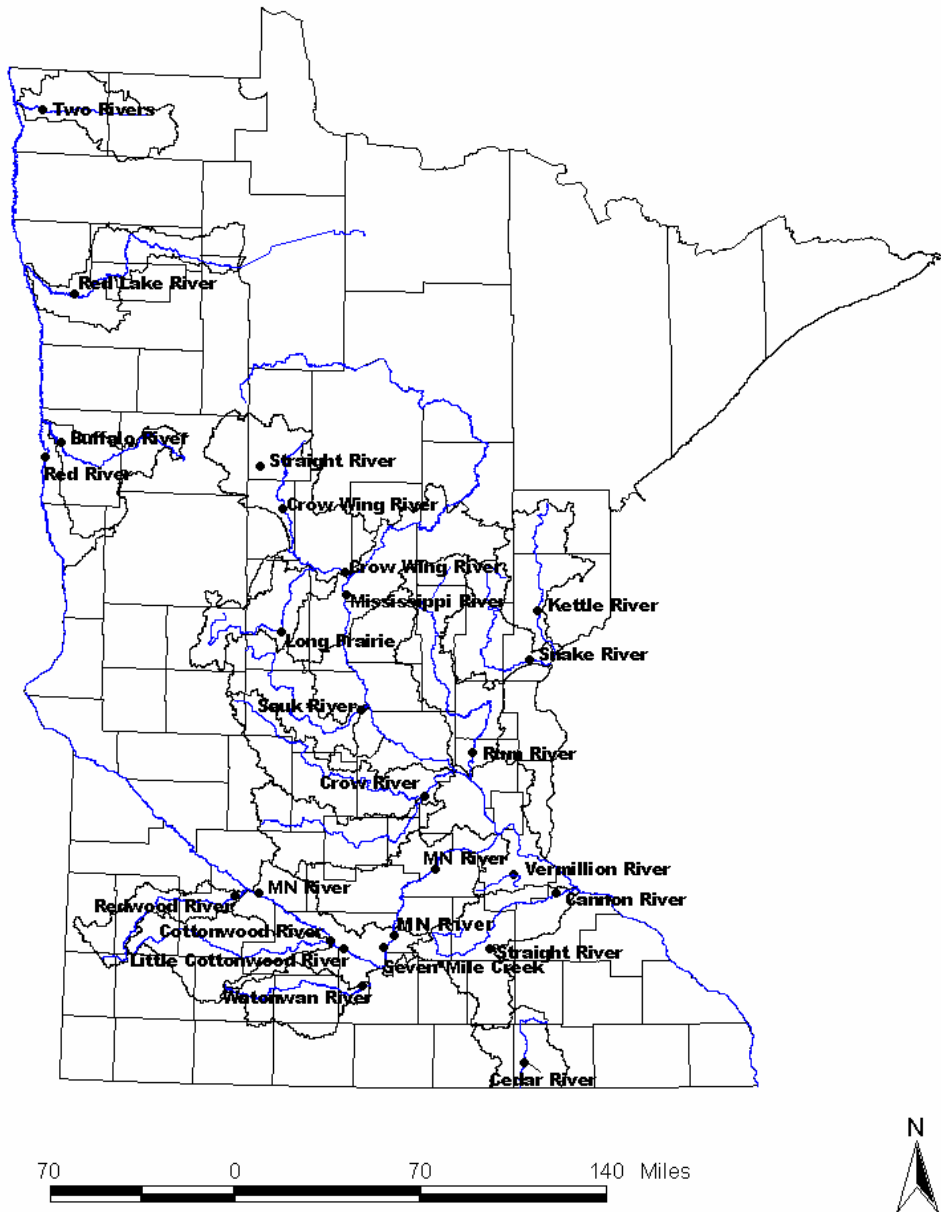 Two Rivers
Red Lake River
Buffalo River
Straight River
Red River
Crow Wing River
Crow Wing River
Mississippi River
Kettle River
Long Prairie
Snake River
Sauk River
Rum River
Crow River
MN River
Vermillion River
MN River
Cannon River
Redwood River
MN River
Cottonwood River
Straight River
Little Cottonwood River
Seven Mile Creek
Watonwan River
Cedar River
N
70 0 70 140 Miles